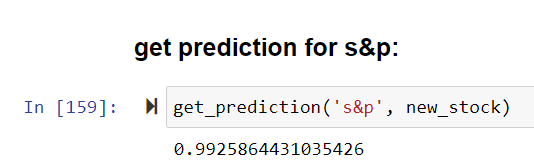 get prediction for s&p:
In [159]: get_prediction('s&p', new_stock)
0.9925864431035426